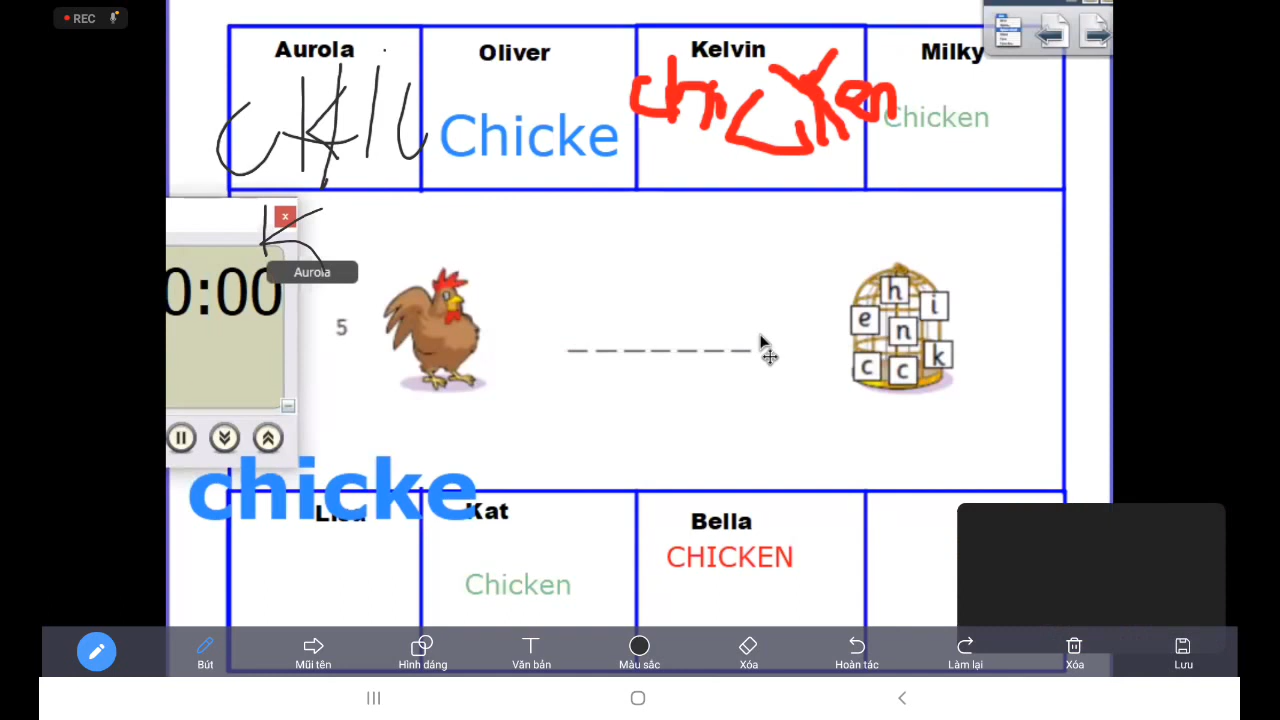 REC
Aurola Oliver Kelvin Milky
Chicke chicken Chicken
Aurola
0:00
5
h
i
e
n
k
c c
chicke
Lisa Kat Bella
CHICKEN
Chicken
Bút Mũi tên Hình dáng Văn bản Màu sắc Xóa Hoàn tác Làm lại Xóa Lưu